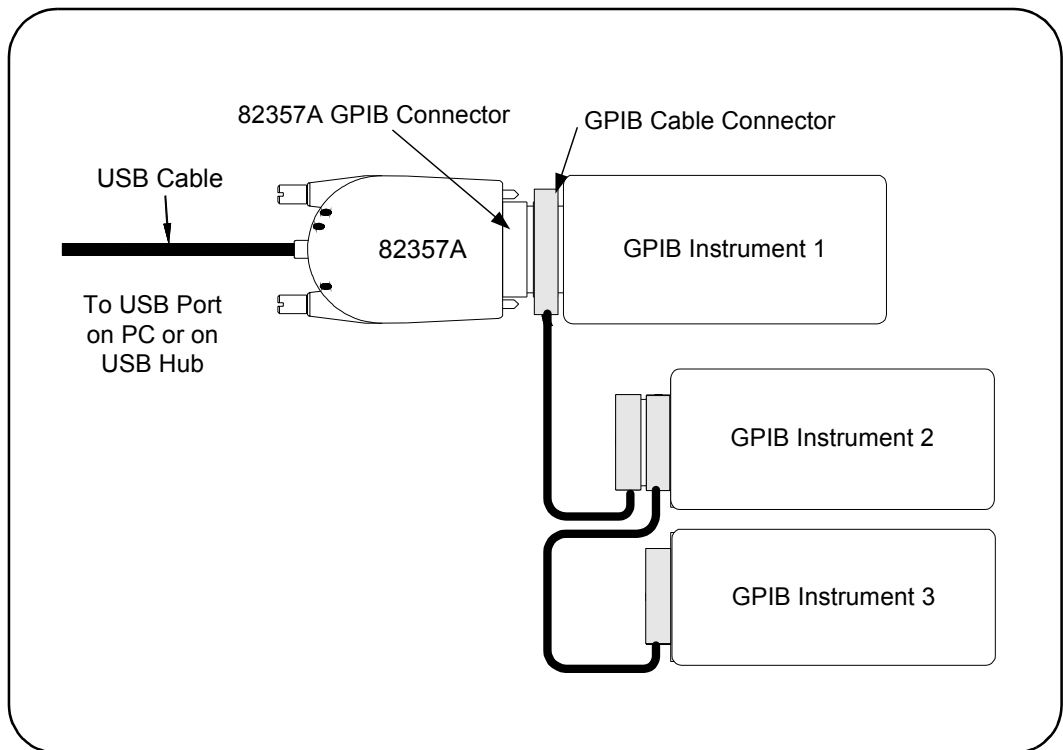 82357A GPIB Connector
GPIB Cable Connector
USB Cable
82357A
GPIB Instrument 1
To USB Port
on PC or on
USB Hub
GPIB Instrument 2
GPIB Instrument 3